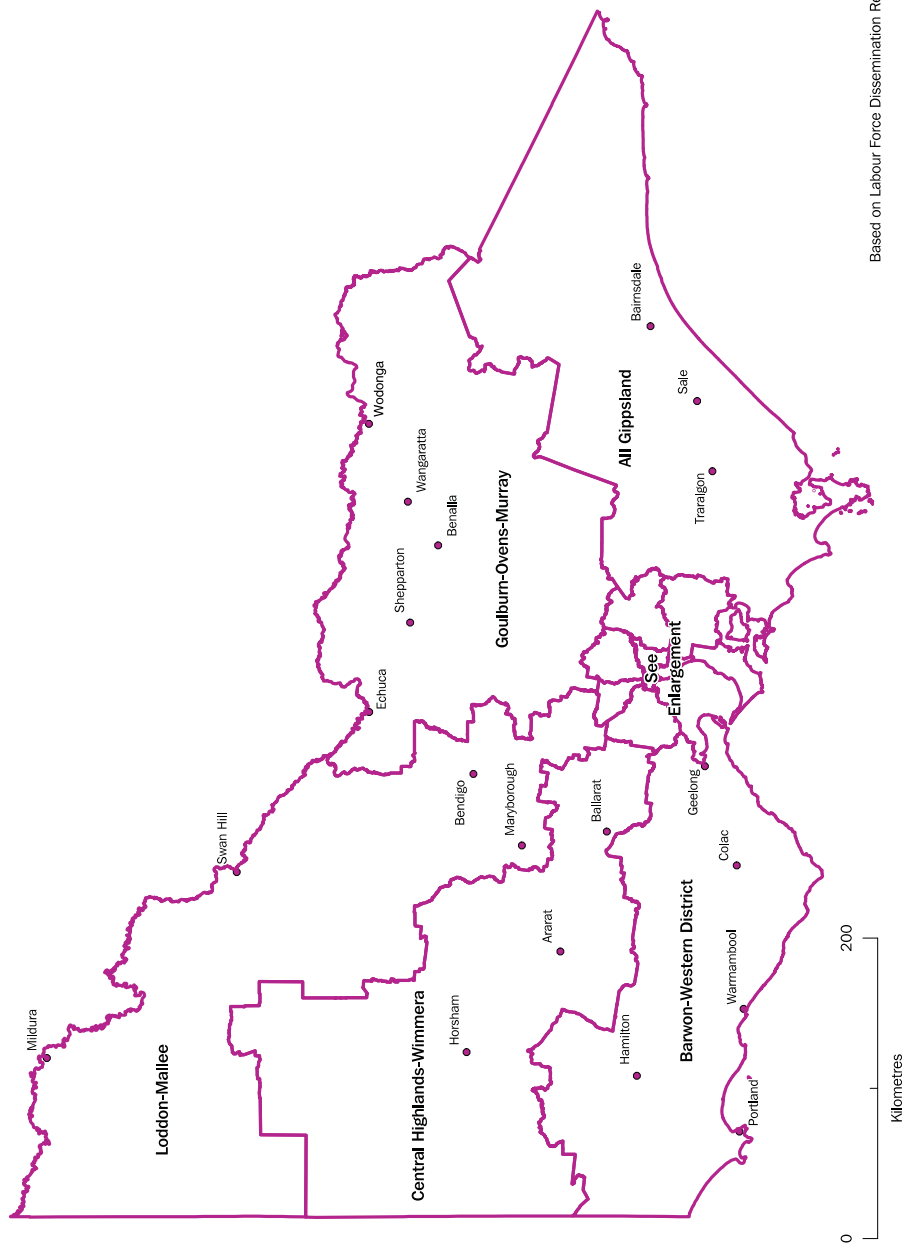 Mildura
Swan Hill
Loddon-Mallee
Echuca
Wodonga
Wangaratta
Shepparton
Benalla
Goulburn-Ovens-Murray
Bendigo
Maryborough
Central Highlands-Wimmera
Horsham
Ararat
Ballarat
Hamilton
Barwon-Western District
Geelong
Colac
Warrnambool
Portland
See
Enlargement
All Gippsland
Bairnsdale
Sale
Traralgon
0
200
Kilometres
Based on Labour Force Dissemination Re